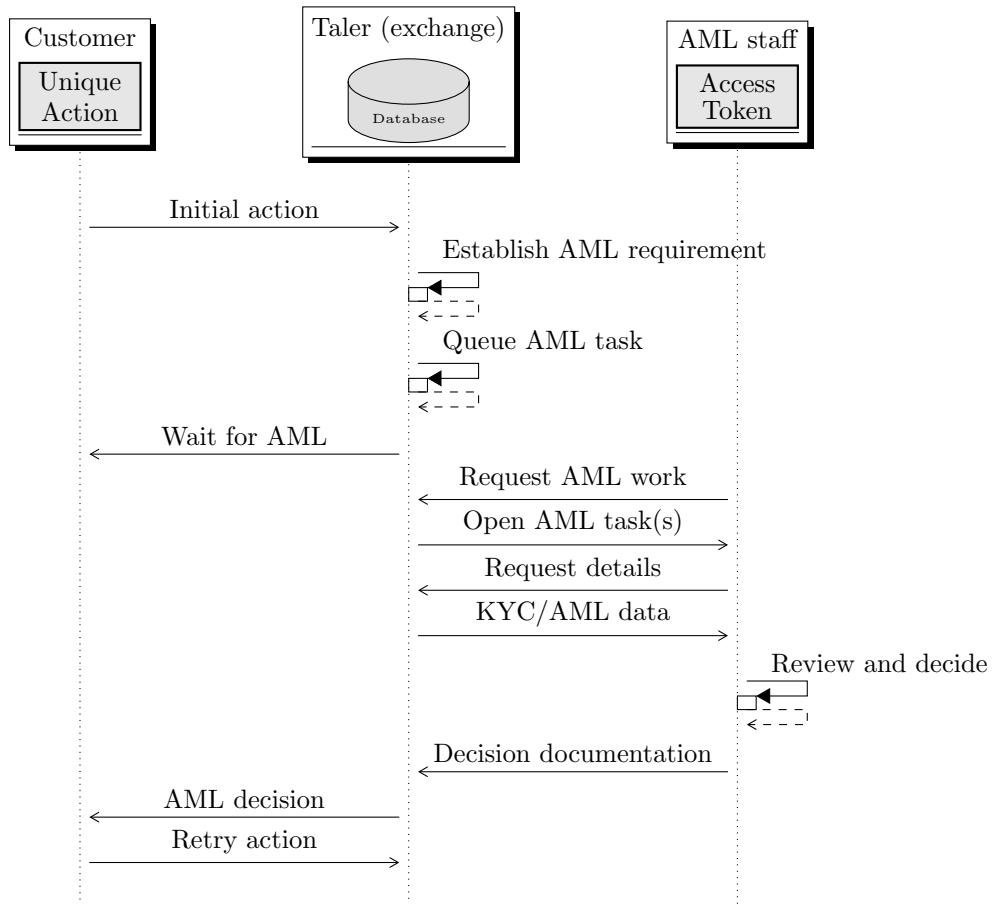 Customer
Unique
Action
Taler (exchange)
Database
AML staff
Access
Token
Initial action
Establish AML requirement
Queue AML task
Wait for AML
Request AML work
Open AML task(s)
Request details
KYC/AML data
Review and decide
Decision documentation
AML decision
Retry action